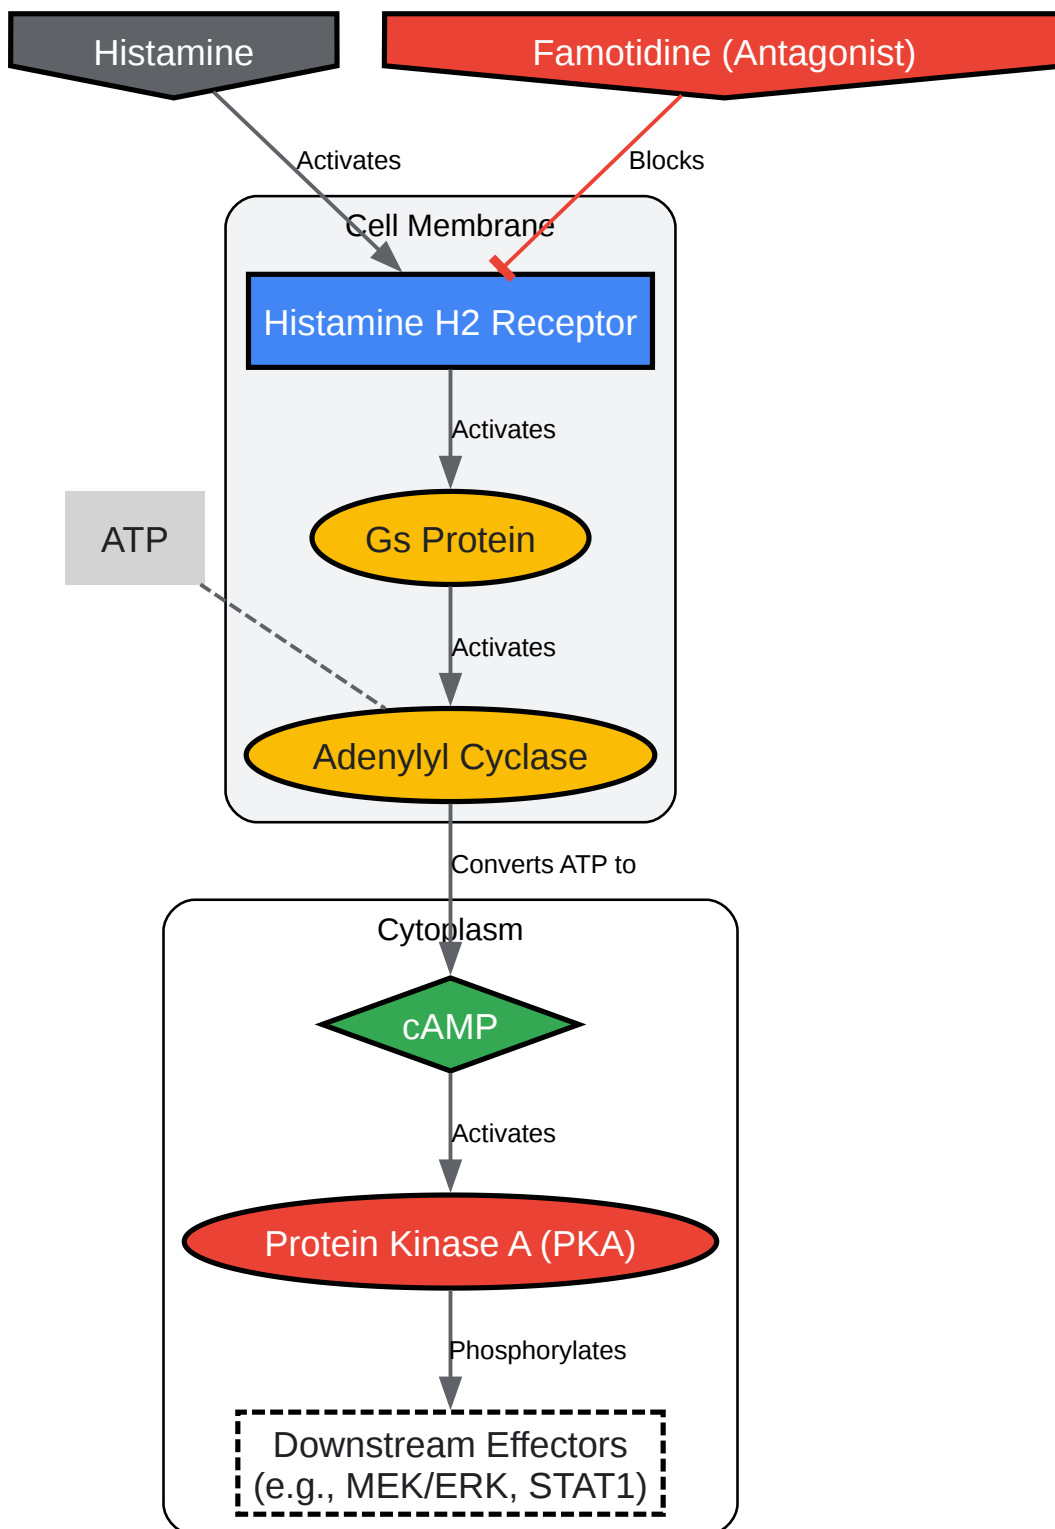 Histamine
Famotidine (Antagonist)
Activates
Blocks
Cell Membrane
Histamine H2 Receptor
Activates
ATP
Gs Protein
Activates
Adenylyl Cyclase
Converts ATP to
Cytoplasm
cAMP
Activates
Protein Kinase A (PKA)
Phosphorylates
Downstream Effectors
(e.g., MEK/ERK, STAT1)